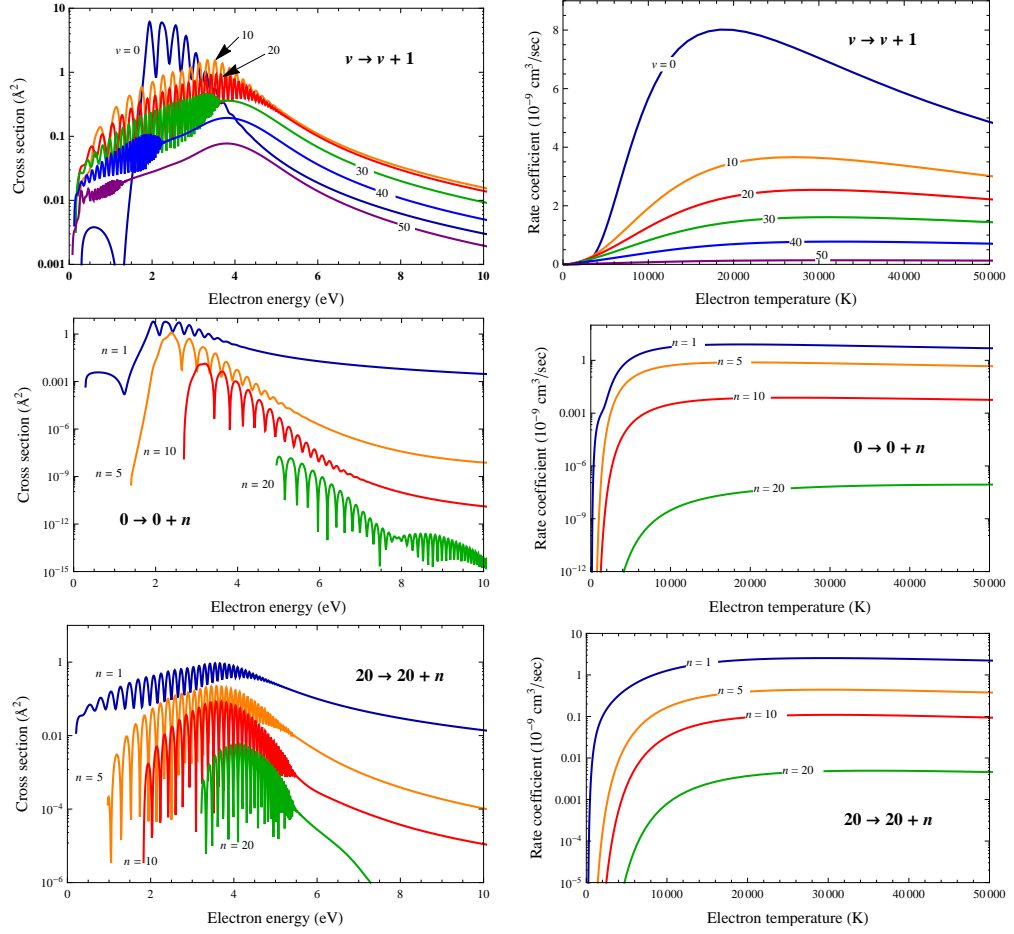 10
1
0.1
0.01
0.001
Cross section (Å²)
v = 0
10
20
v → v + 1
30
40
50
0 2 4 6 8 10
Electron energy (eV)
8
6
4
2
0
Rate coefficient (10⁻⁹ cm³/sec)
v = 0
v → v + 1
10
20
30
40
50
0 10 000 20 000 30 000 40 000 50 000
Electron temperature (K)
1
0.001
10⁻⁶
10⁻⁹
10⁻¹²
10⁻¹⁵
Cross section (Å²)
n = 1
n = 10
n = 5
n = 20
0 → 0 + n
0 2 4 6 8 10
Electron energy (eV)
1
0.001
10⁻⁶
10⁻⁹
10⁻¹²
Rate coefficient (10⁻⁹ cm³/sec)
n = 1
n = 5
n = 10
0 → 0 + n
n = 20
0 10 000 20 000 30 000 40 000 50 000
Electron temperature (K)
1
0.01
10⁻⁴
10⁻⁶
Cross section (Å²)
n = 1
20 → 20 + n
n = 5
n = 10
n = 20
0 2 4 6 8 10
Electron energy (eV)
10
1
0.1
0.01
0.001
10⁻⁴
10⁻⁵
Rate coefficient (10⁻⁹ cm³/sec)
n = 1
n = 5
n = 10
n = 20
20 → 20 + n
0 10 000 20 000 30 000 40 000 50 000
Electron temperature (K)